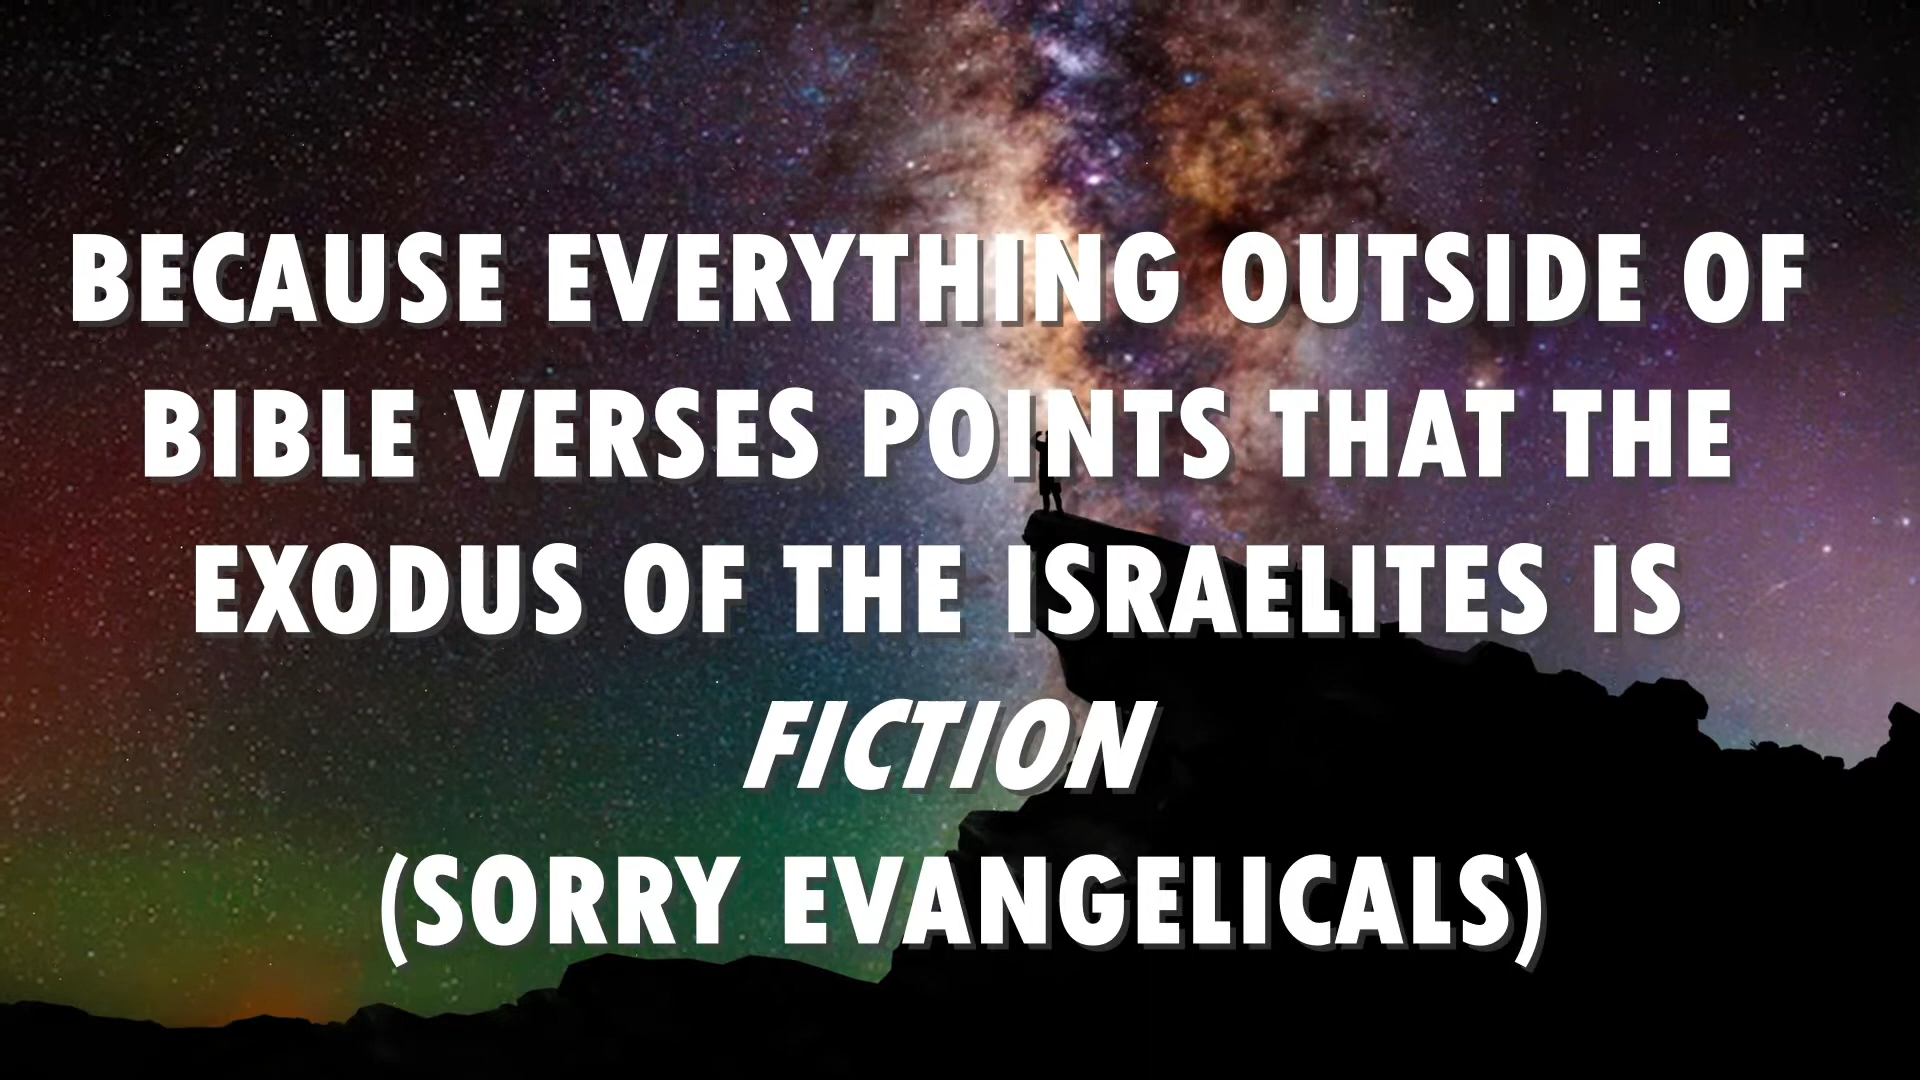 BECAUSE EVERYTHING OUTSIDE OF
BIBLE VERSES POINTS THAT THE
EXODUS OF THE ISRAELITES IS
FICTION
(SORRY EVANGELICALS)